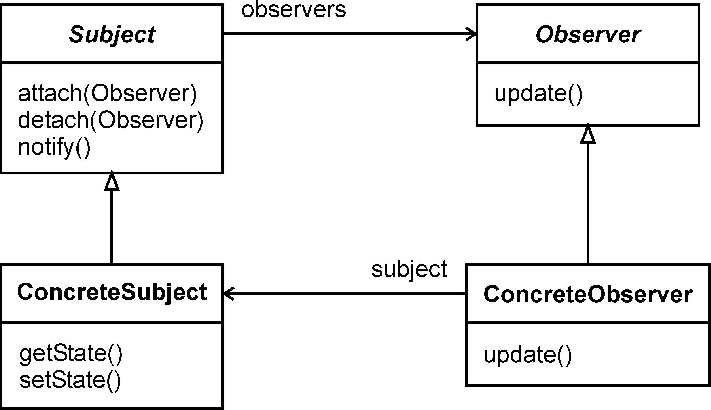 Subject
observers
Observer
attach(Observer)
detach(Observer)
notify()
update()
ConcreteSubject
subject
ConcreteObserver
getState()
setState()
update()